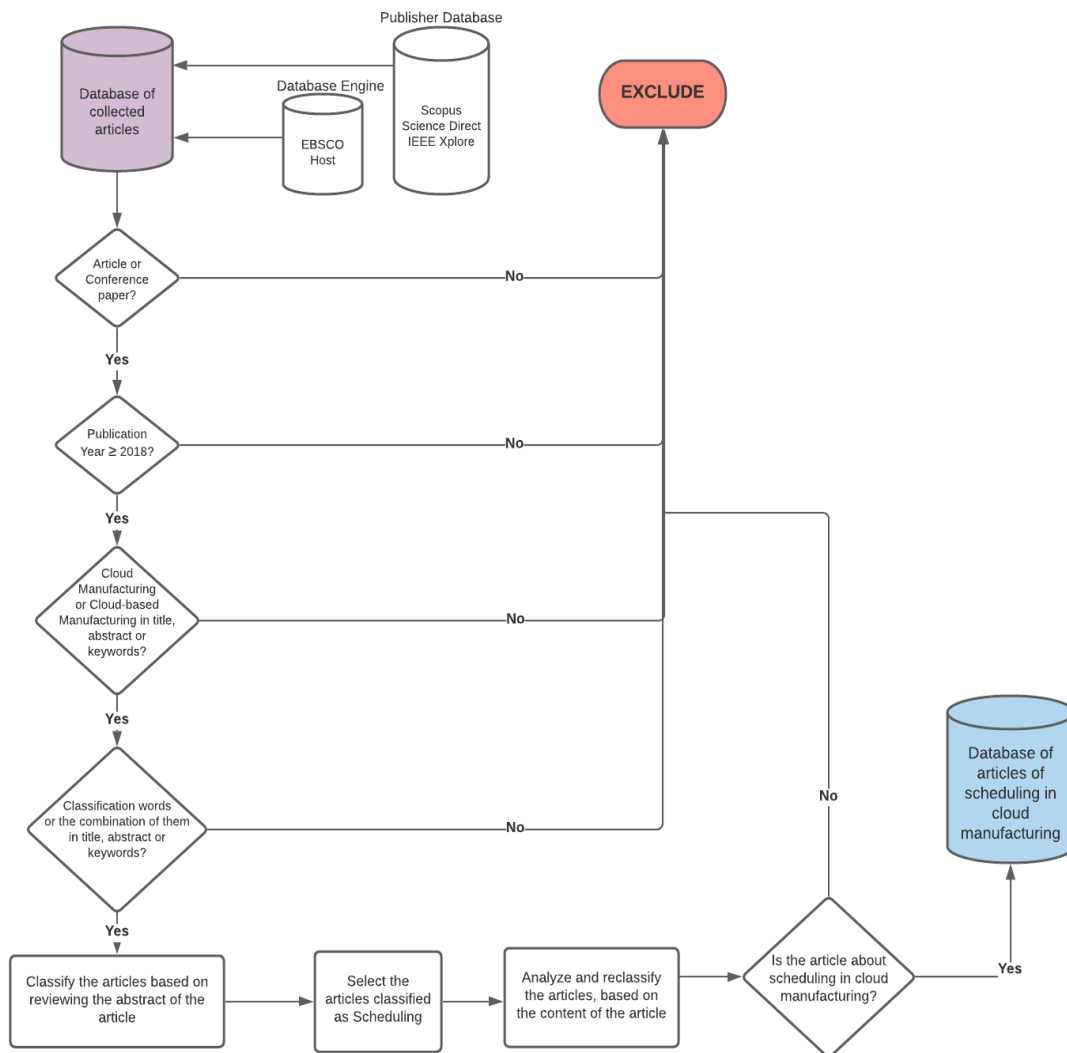 Publisher Database
Database of
collected
articles
Database Engine
Scopus
Science Direct
IEEE Xplore
EBSCO
Host
EXCLUDE
Article or
Conference
paper?
No
Yes
Publication
Year ≥ 2018?
No
Yes
Cloud
Manufacturing
or Cloud-based
Manufacturing in title,
abstract or
keywords?
No
Yes
Classification words
or the combination of them
in title, abstract or
keywords?
No
Yes
Classify the articles based on
reviewing the abstract of the
article
Select the
articles classified
as Scheduling
Analyze and reclassify
the articles, based on
the content of the article
Is the article about
scheduling in cloud
manufacturing?
No
Yes
Database of
articles of
scheduling in
cloud
manufacturing